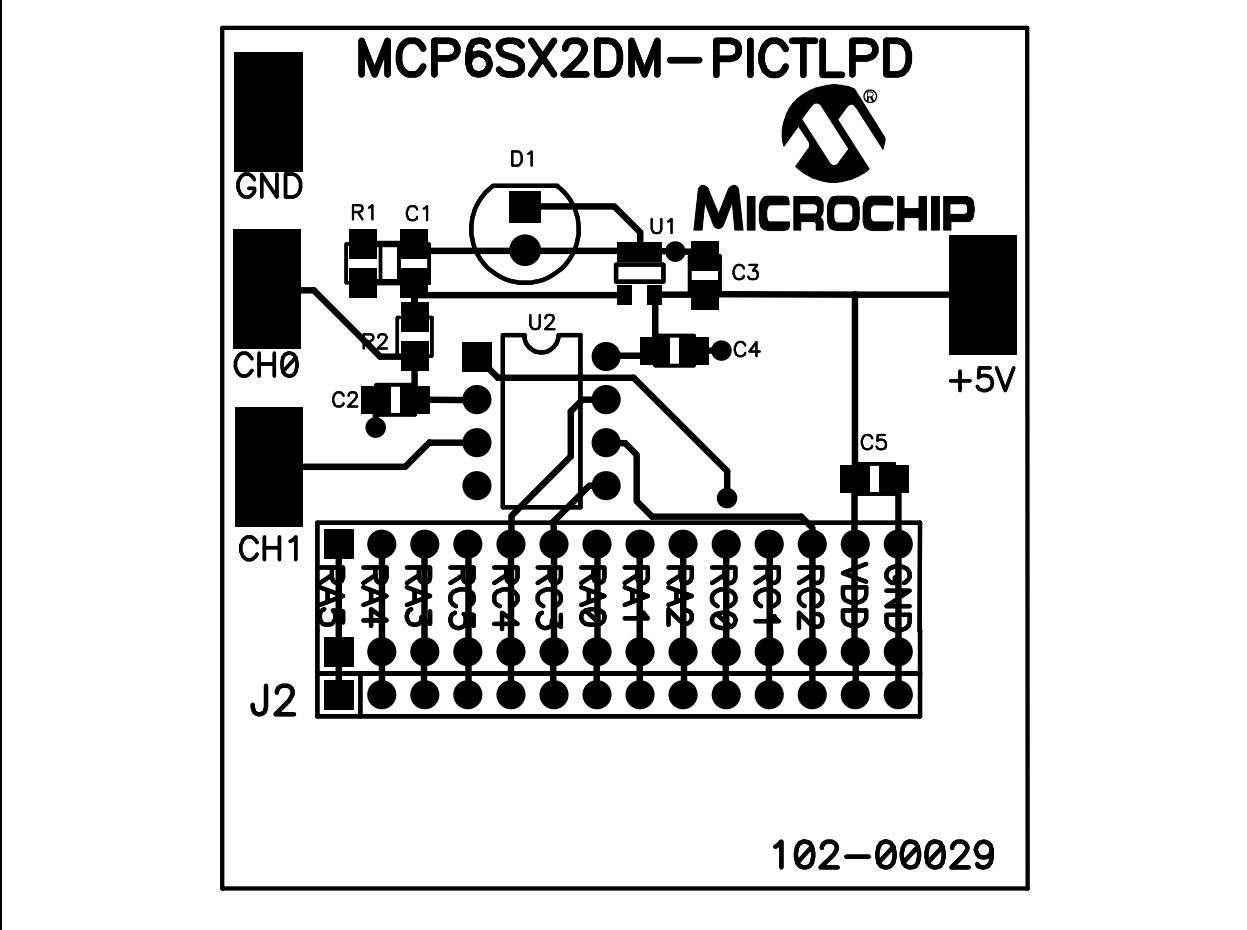 MCP6SX2DM-PICTLPD
®
MICROCHIP
GND
D1
R1
C1
U1
C3
CH0
R2
U2
C4
+5V
C2
C5
CH1
RA5
RA4
RA3
RC5
RC4
RC3
RA0
RA1
RA2
RC0
RC1
RC2
VDD
GND
J2
102-00029